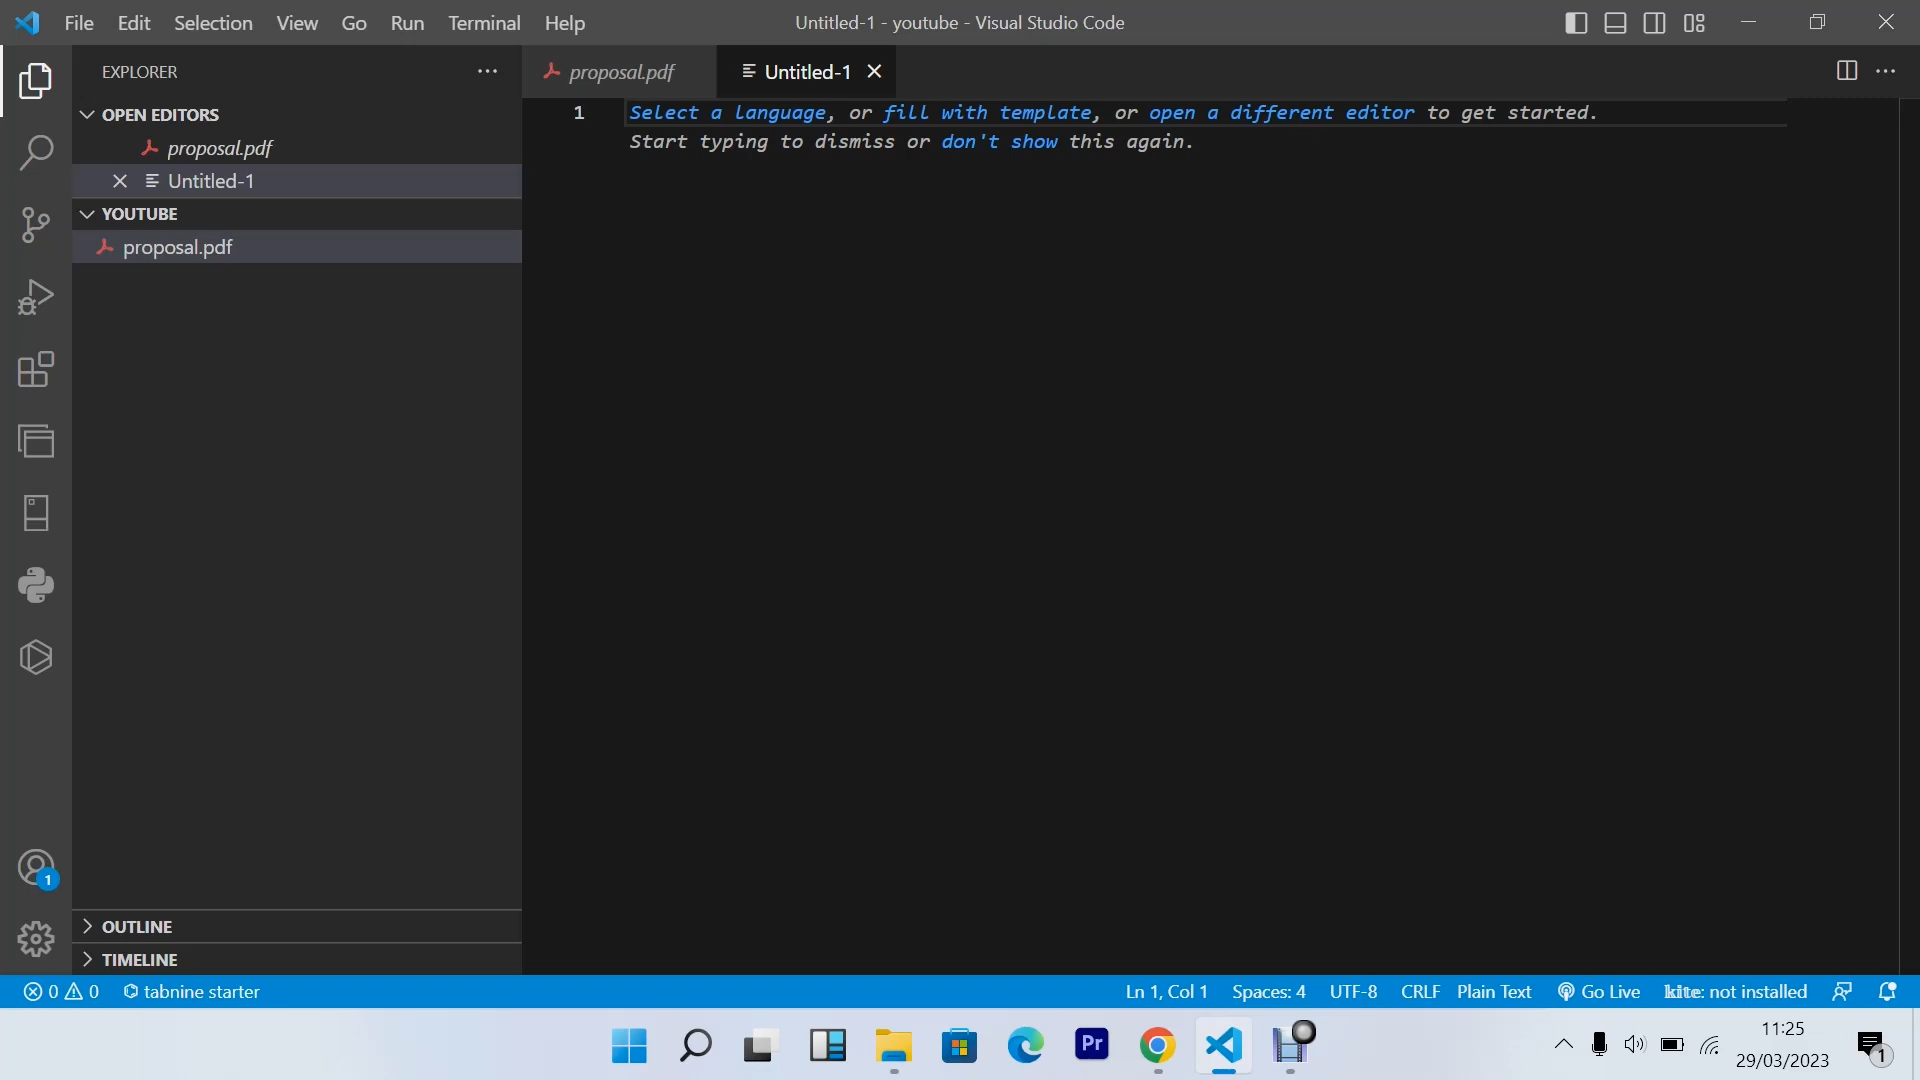 File Edit Selection View Go Run Terminal Help
Untitled-1 - youtube - Visual Studio Code
EXPLORER
OPEN EDITORS
proposal.pdf
Untitled-1
YOUTUBE
proposal.pdf
OUTLINE
TIMELINE
proposal.pdf
Untitled-1
1
Select a language, or fill with template, or open a different editor to get started.
Start typing to dismiss or don't show this again.
1
0 0 tabnine starter
Ln 1, Col 1 Spaces: 4 UTF-8 CRLF Plain Text Go Live kite: not installed
Pr
11:25
29/03/2023
1